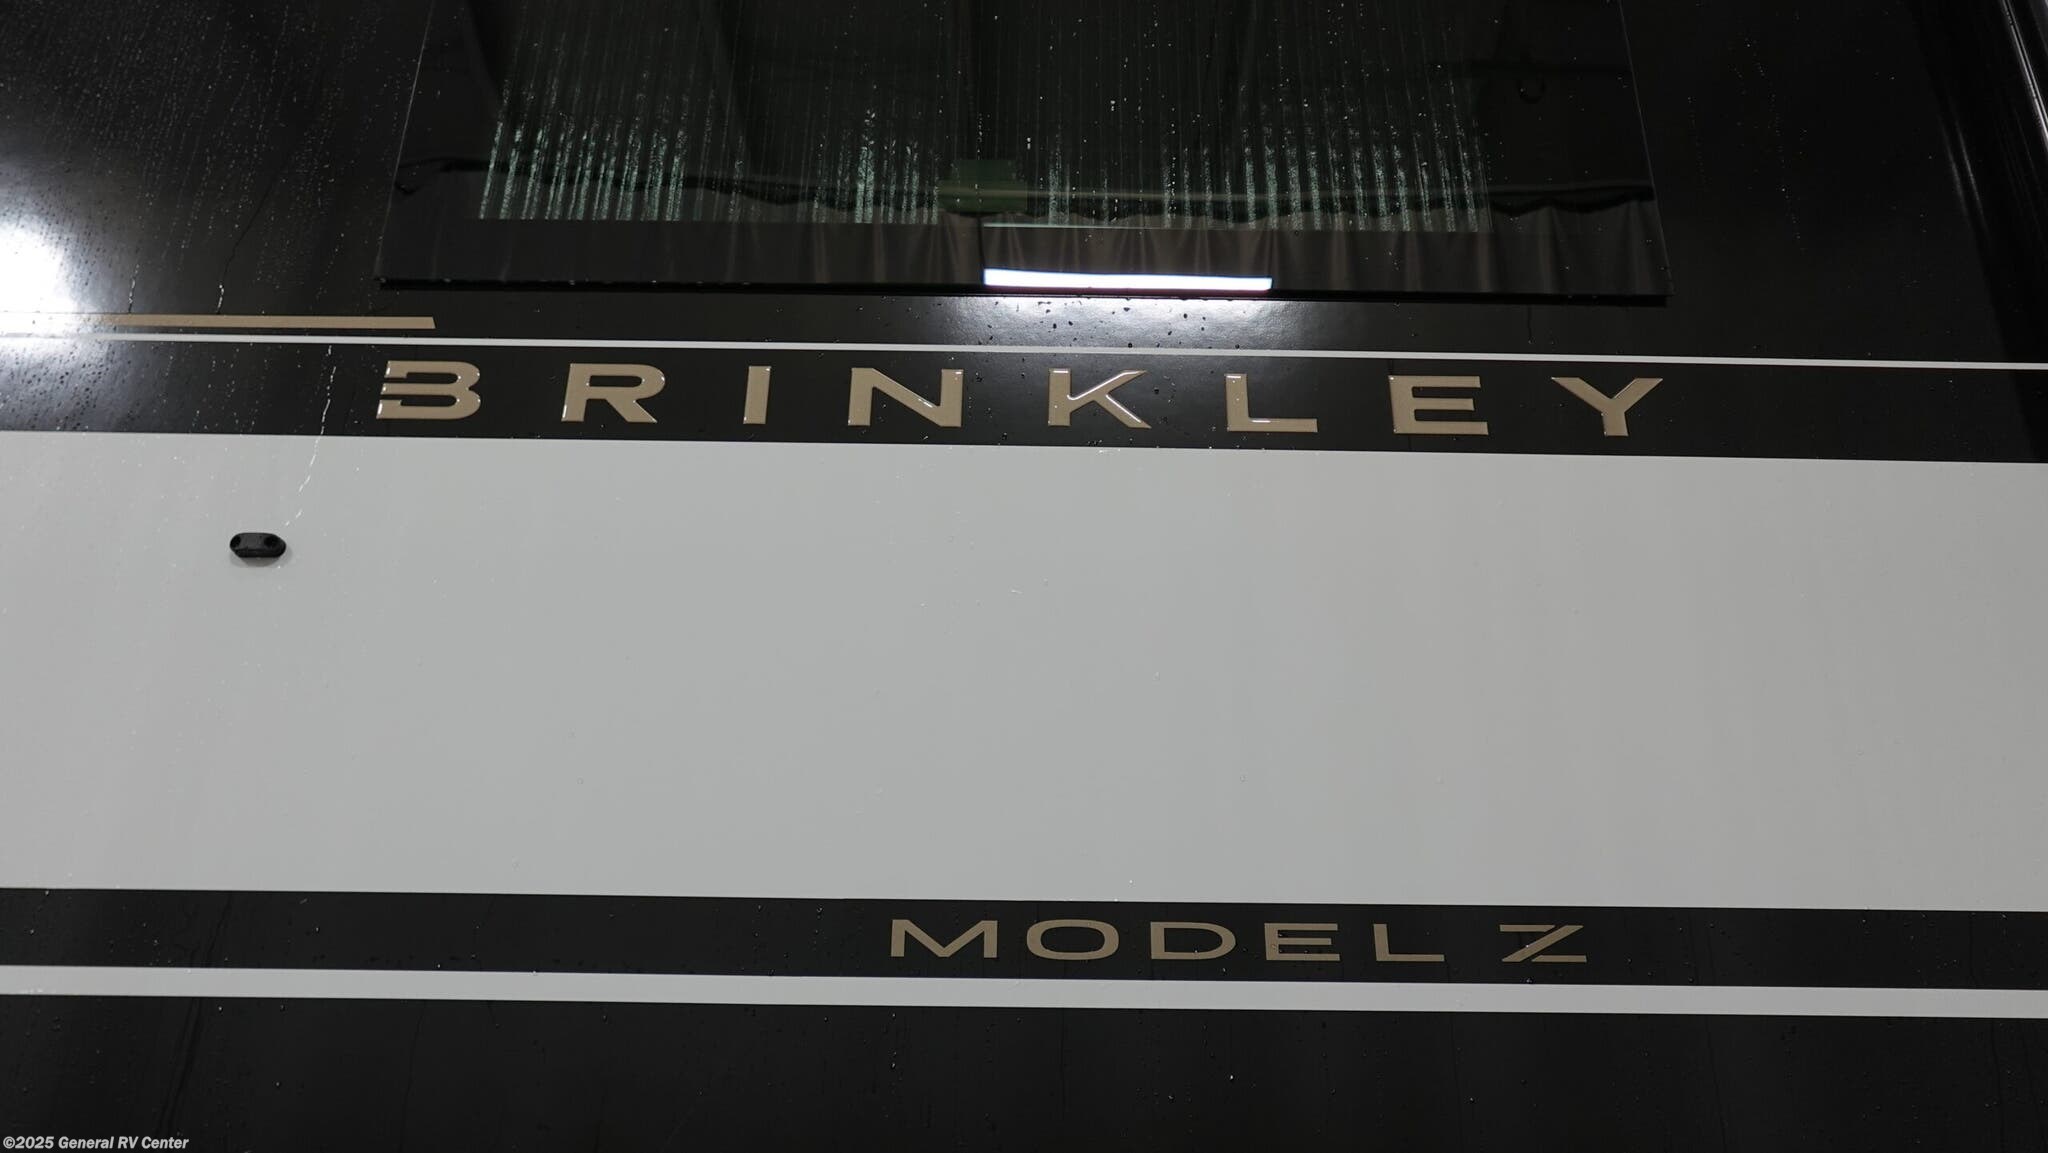 BRINKLEY
MODEL Z
©2025 General RV Center